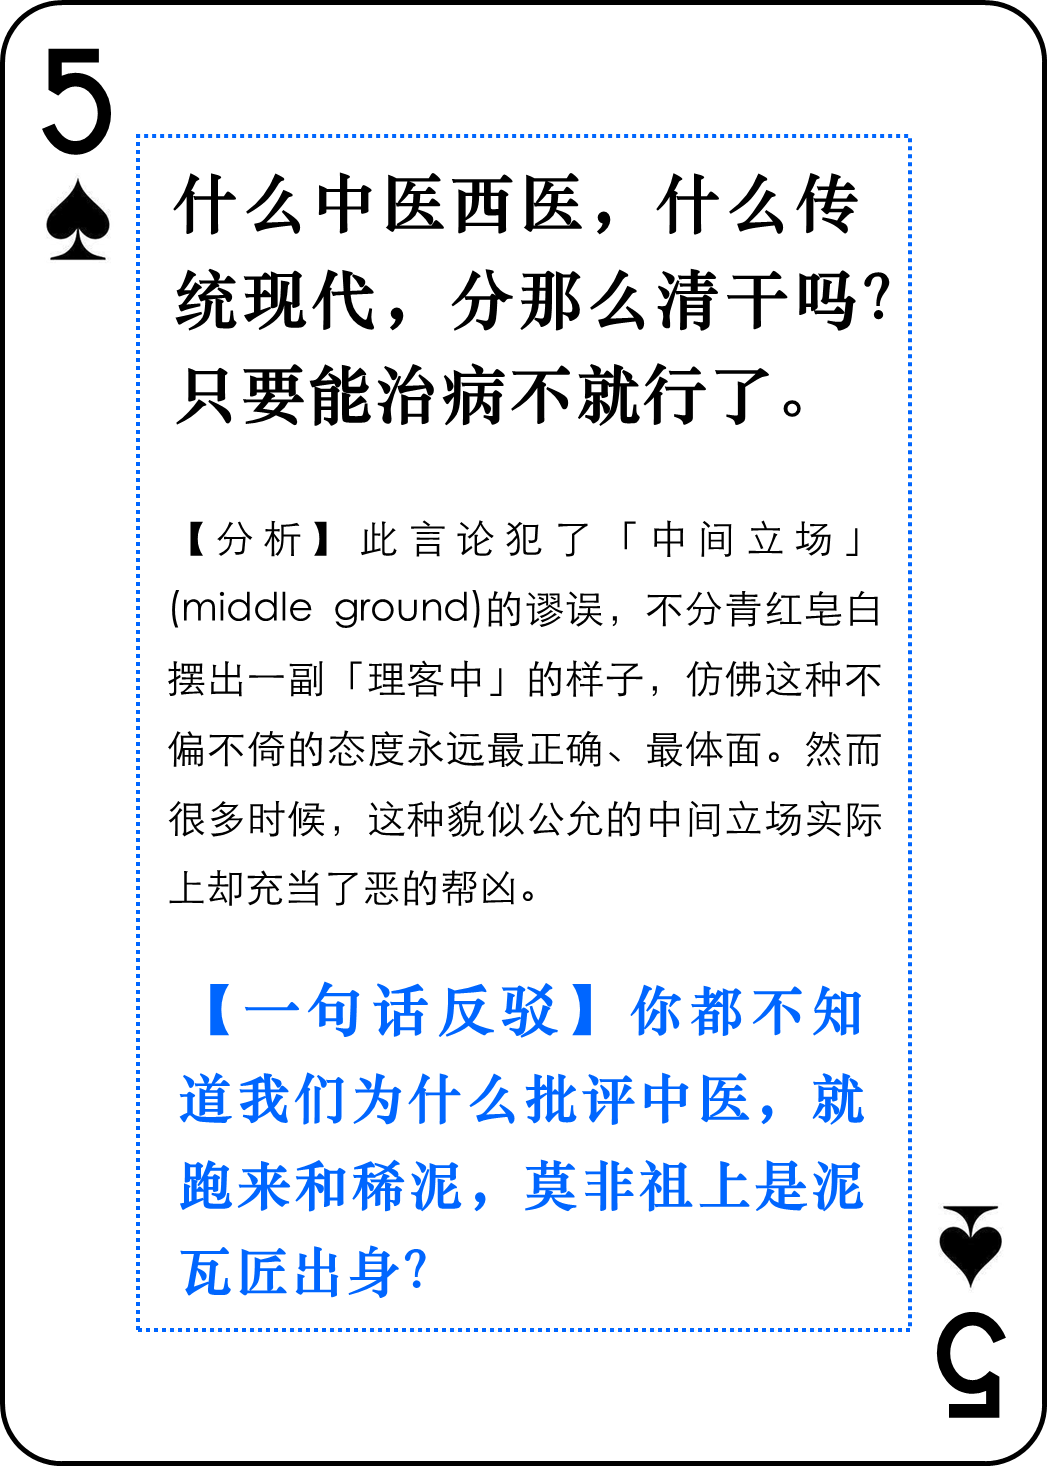 5
什么中医西医，什么传
统现代，分那么清干吗？
只要能治病不就行了。
【分析】此言论犯了「中间立场」
(middle ground)的谬误，不分青红皂白
摆出一副「理客中」的样子，仿佛这种不
偏不倚的态度永远最正确、最体面。然而
很多时候，这种貌似公允的中间立场实际
上却充当了恶的帮凶。
【一句话反驳】你都不知
道我们为什么批评中医，就
跑来和稀泥，莫非祖上是泥
瓦匠出身？
5